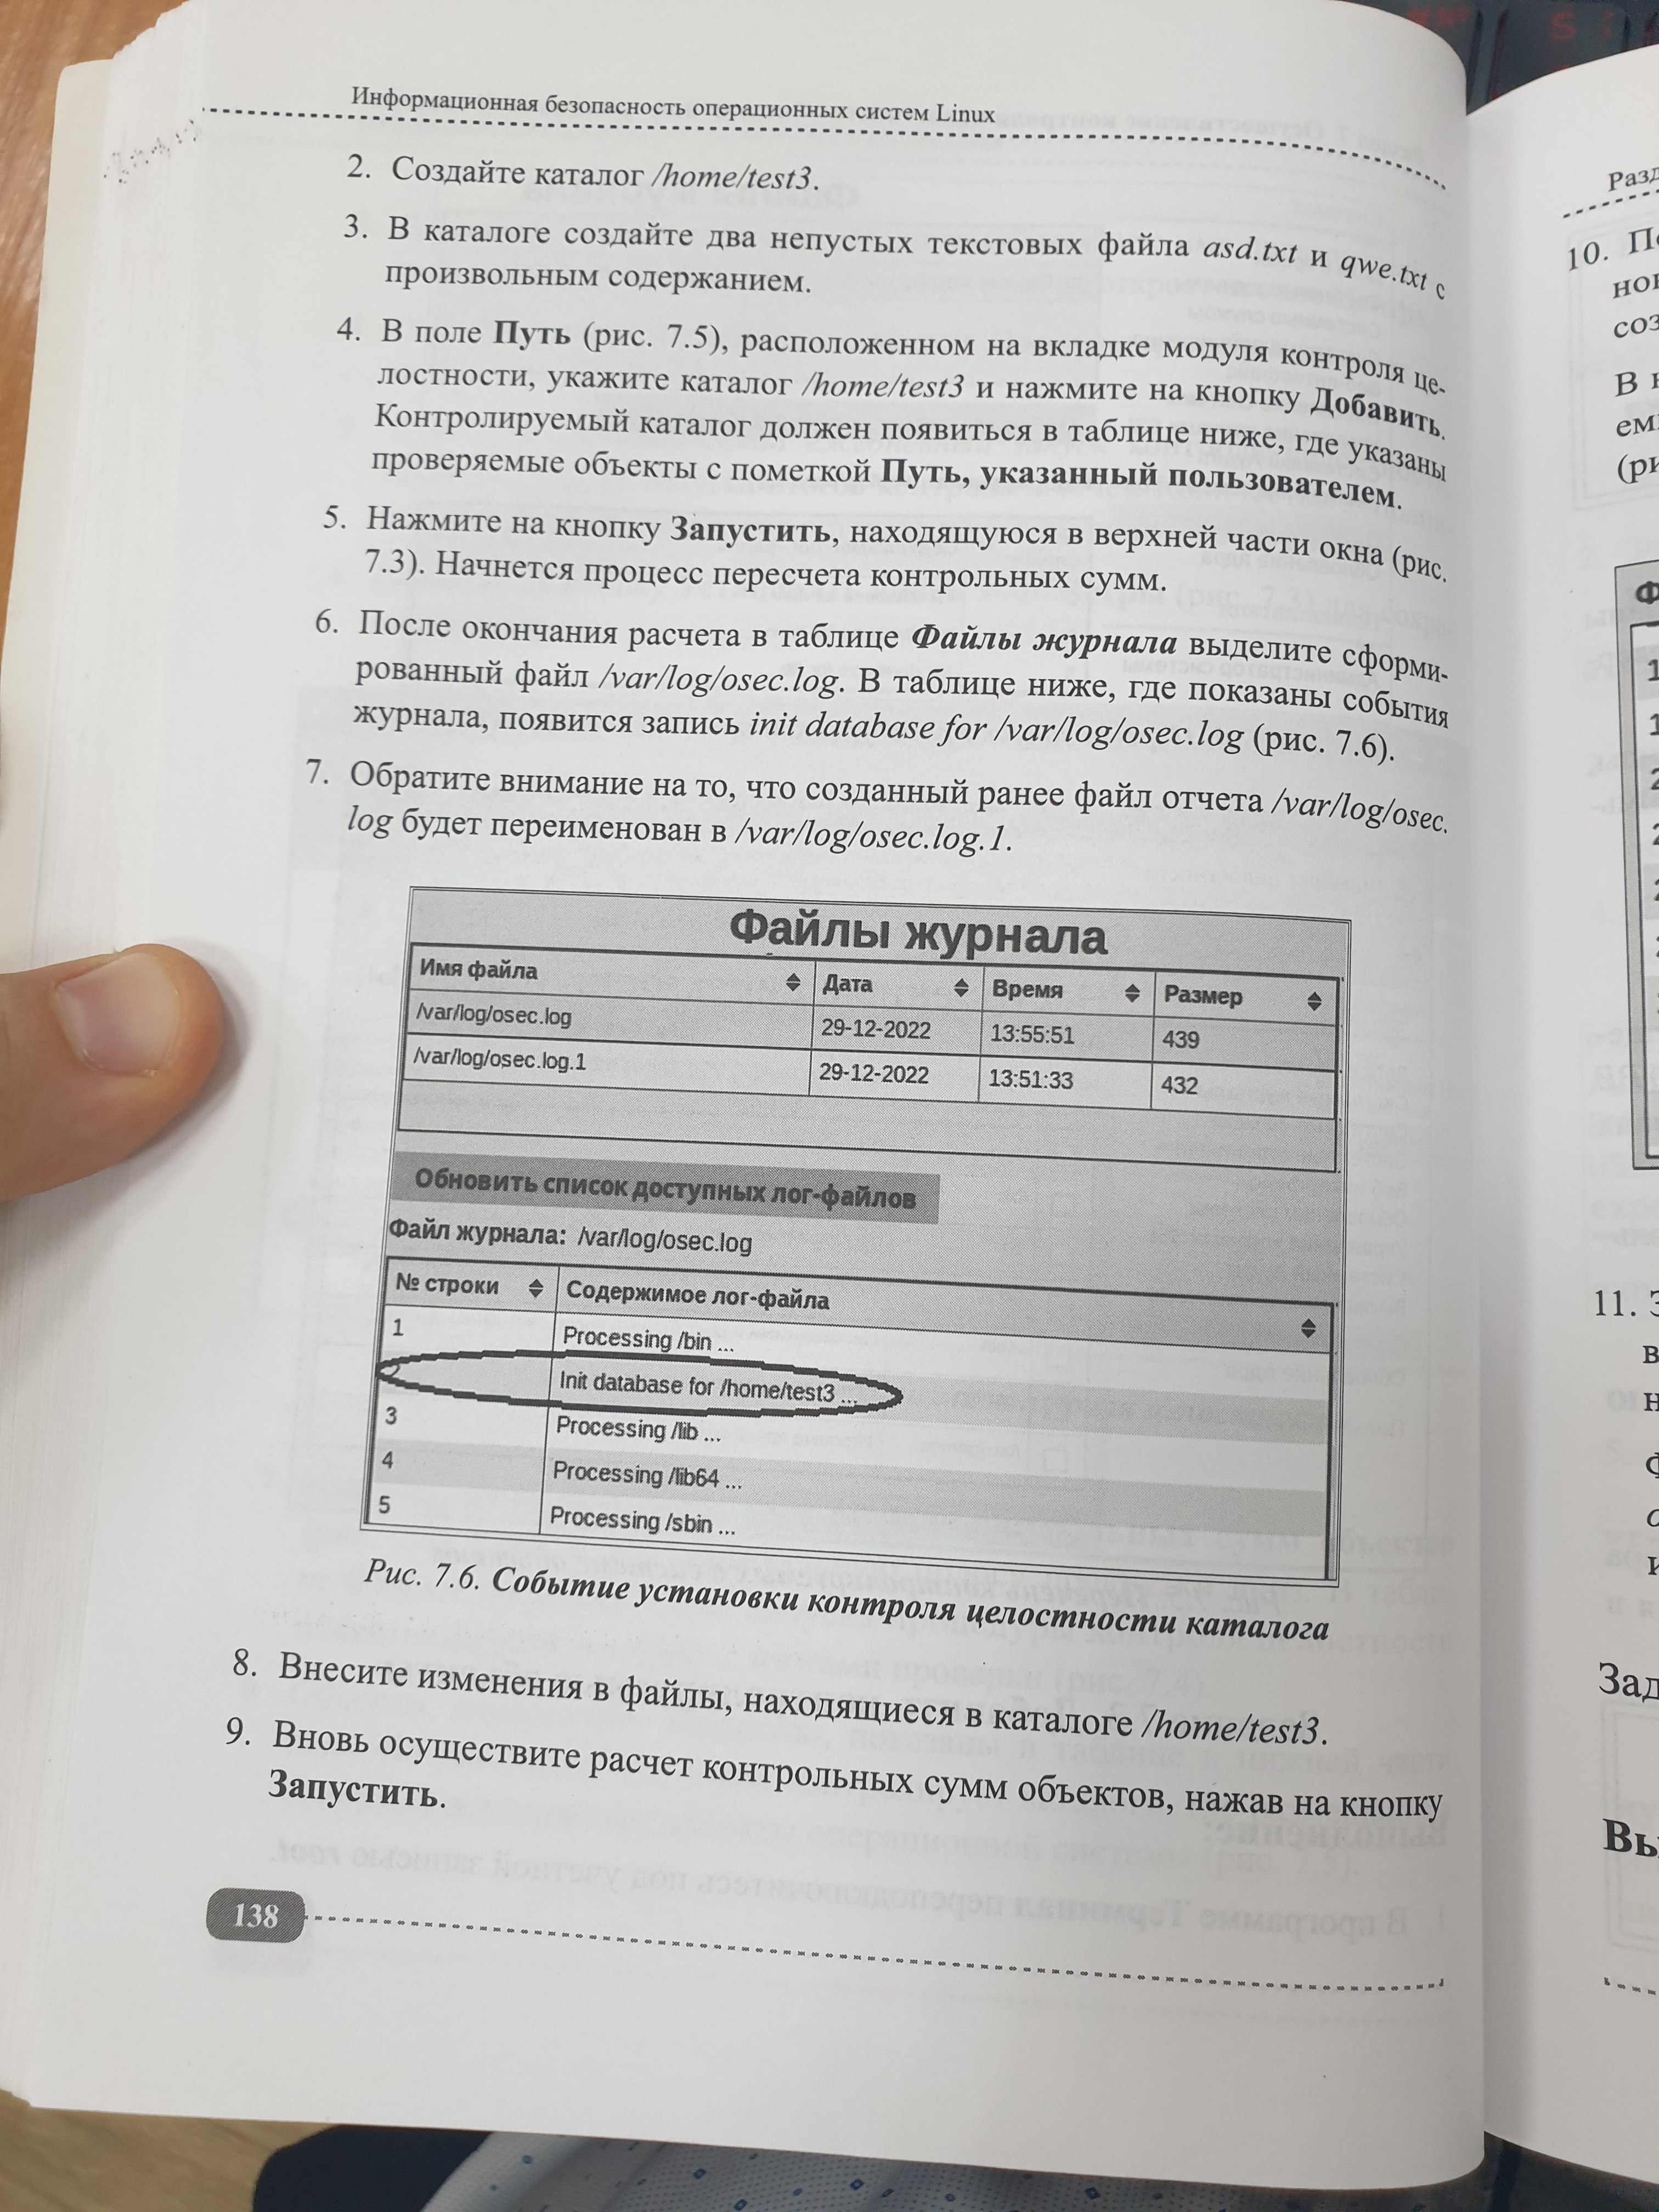 Информационная безопасность операционных систем Linux
2. Создайте каталог /home/test3.
3. В каталоге создайте два непустых текстовых файла asd.txt и qwe.txt с
произвольным содержанием.
4. В поле Путь (рис. 7.5), расположенном на вкладке модуля контроля це-
лостности, укажите каталог /home/test3 и нажмите на кнопку Добавить.
Контролируемый каталог должен появиться в таблице ниже, где указаны
проверяемые объекты с пометкой Путь, указанный пользователем.
5. Нажмите на кнопку Запустить, находящуюся в верхней части окна (рис.
7.3). Начнется процесс пересчета контрольных сумм.
6. После окончания расчета в таблице Файлы журнала выделите сформи-
рованный файл /var/log/osec.log. В таблице ниже, где показаны события
журнала, появится запись init database for /var/log/osec.log (рис. 7.6).
7. Обратите внимание на то, что созданный ранее файл отчета /var/log/osec.
log будет переименован в /var/log/osec.log.1.
Файлы журнала
Имя файла Дата Время Размер
/var/log/osec.log 29-12-2022 13:55:51 439
/var/log/osec.log.1 29-12-2022 13:51:33 432
Обновить список доступных лог-файлов
Файл журнала: /var/log/osec.log
№ строки Содержимое лог-файла
1 Processing /bin ...
2 Init database for /home/test3 ...
3 Processing /lib ...
4 Processing /lib64 ...
5 Processing /sbin ...
Рис. 7.6. Событие установки контроля целостности каталога
8. Внесите изменения в файлы, находящиеся в каталоге /home/test3.
9. Вновь осуществите расчет контрольных сумм объектов, нажав на кнопку
Запустить.
138
10.
11.